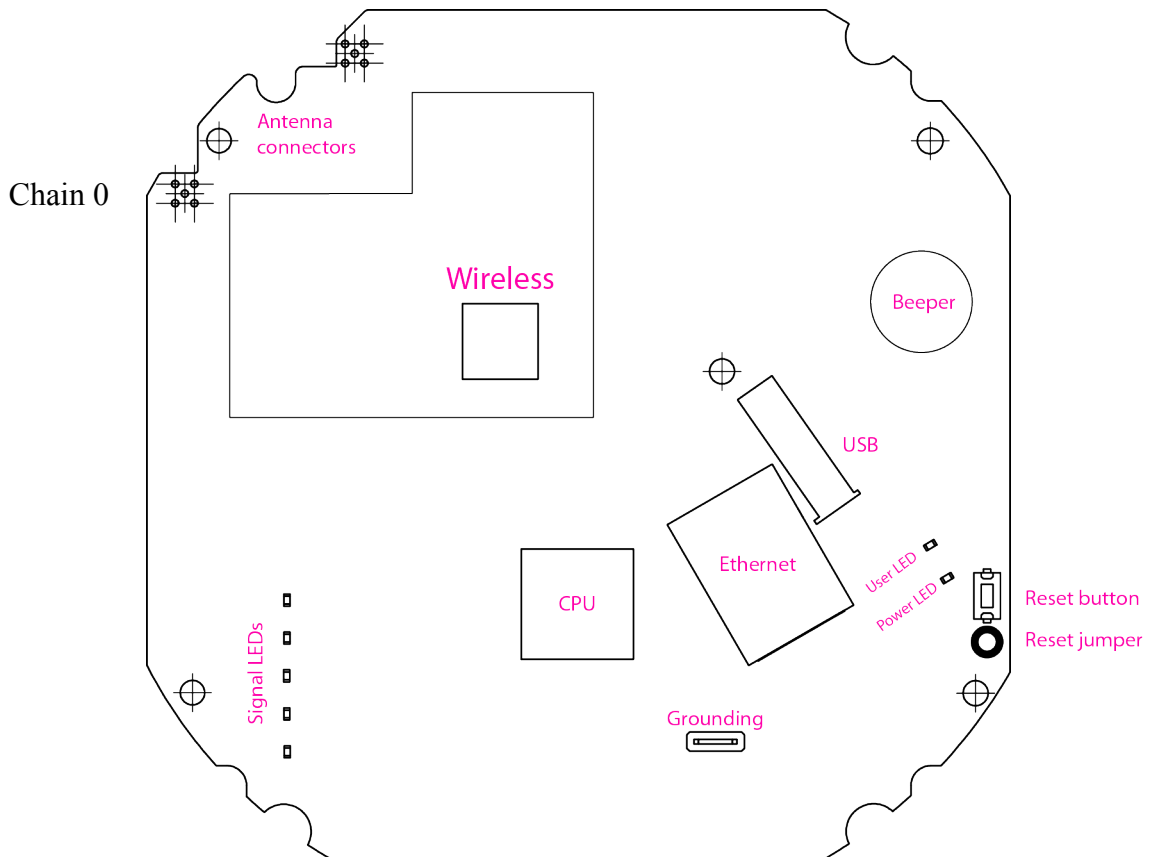 Antenna
connectors
Chain 0
Wireless
Beeper
USB
Ethernet
User LED
Power LED
CPU
Reset button
Reset jumper
Signal LEDs
Grounding